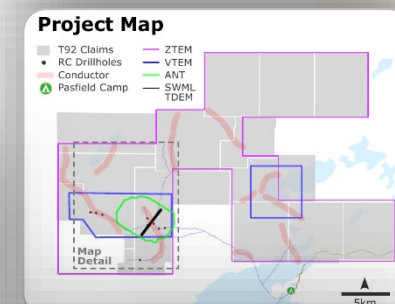 Project Map
T92 Claims
RC Drillholes
Conductor
Pasfield Camp
ZTEM
VTEM
ANT
SWML
TDEM
Map
Detail
5km